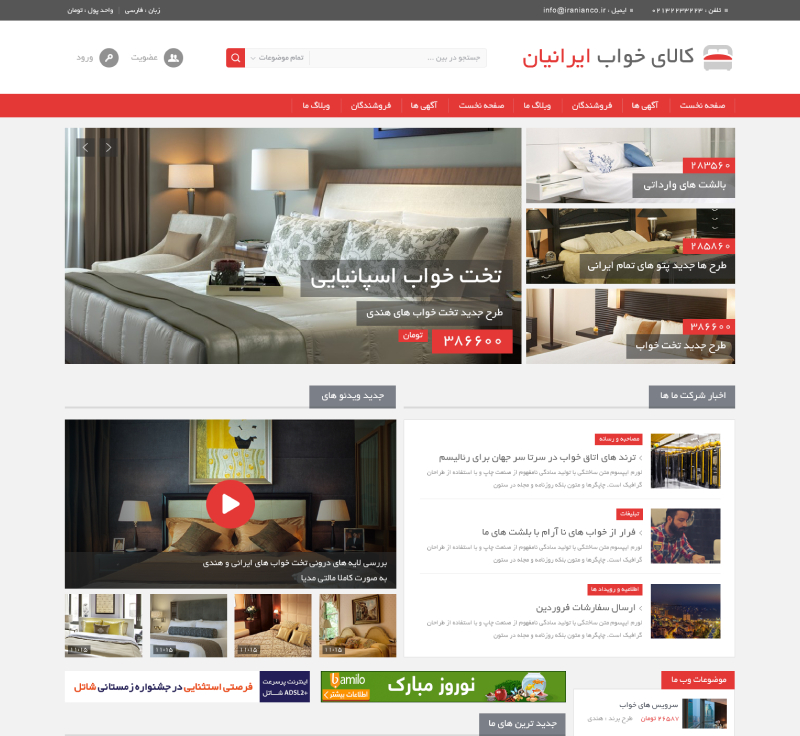 تلفن : ۰۲۱۳۲۲۳۳۲۲۳
ایمیل : info@iranianco.ir
زبان : فارسی
واحد پول : تومان
کالای خواب ایرانیان
جستجو در بین ...
تمام موضوعات
عضویت
ورود
صفحه نخست
آگهی ها
فروشندگان
وبلاگ ما
صفحه نخست
آگهی ها
فروشندگان
وبلاگ ما
۲۸۳۵۶۰
بالشت های وارداتی
۲۸۵۸۶۰
طرح ها جدید پتو های تمام ایرانی
۳۸۶۶۰۰
طرح جدید تخت خواب
تخت خواب اسپانیایی
طرح جدید تخت خواب های هندی
۳۸۶۶۰۰
تومان
اخبار شرکت ما ها
مصاحبه و رسانه
ترند های اتاق خواب در سرتا سر جهان برای رئالیسم
لورم ایپسوم متن ساختگی با تولید سادگی نامفهوم از صنعت چاپ و با استفاده از طراحان
گرافیک است. چاپگرها و متون بلکه روزنامه و مجله در ستون
تبلیغات
فرار از خواب های نا آرام با بلشت های ما
لورم ایپسوم متن ساختگی با تولید سادگی نامفهوم از صنعت چاپ و با استفاده از طراحان
گرافیک است. چاپگرها و متون بلکه روزنامه و مجله در ستون
اطلاعیه و رویداد ها
ارسال سفارشات فروردین
لورم ایپسوم متن ساختگی با تولید سادگی نامفهوم از صنعت چاپ و با استفاده از طراحان
گرافیک است. چاپگرها و متون بلکه روزنامه و مجله در ستون
جدید ویدئو های
بررسی لایه های درونی تخت خواب های ایرانی و هندی
به صورت کاملا مالتی مدیا
۱۱:۱۵
۱۱:۱۵
۱۱:۱۵
۱۱:۱۵
موضوعات وب ما
سرویس های خواب
طرح برند : هندی
۲۶۵۸۷ تومان
نوروز مبارک
Bamilo
اطلاعات بیشتر
اینترنت پرسرعت
ADSL2+ شاتل
فرصتی استثنایی در جشنواره زمستانی شاتل
جدید ترین های ما